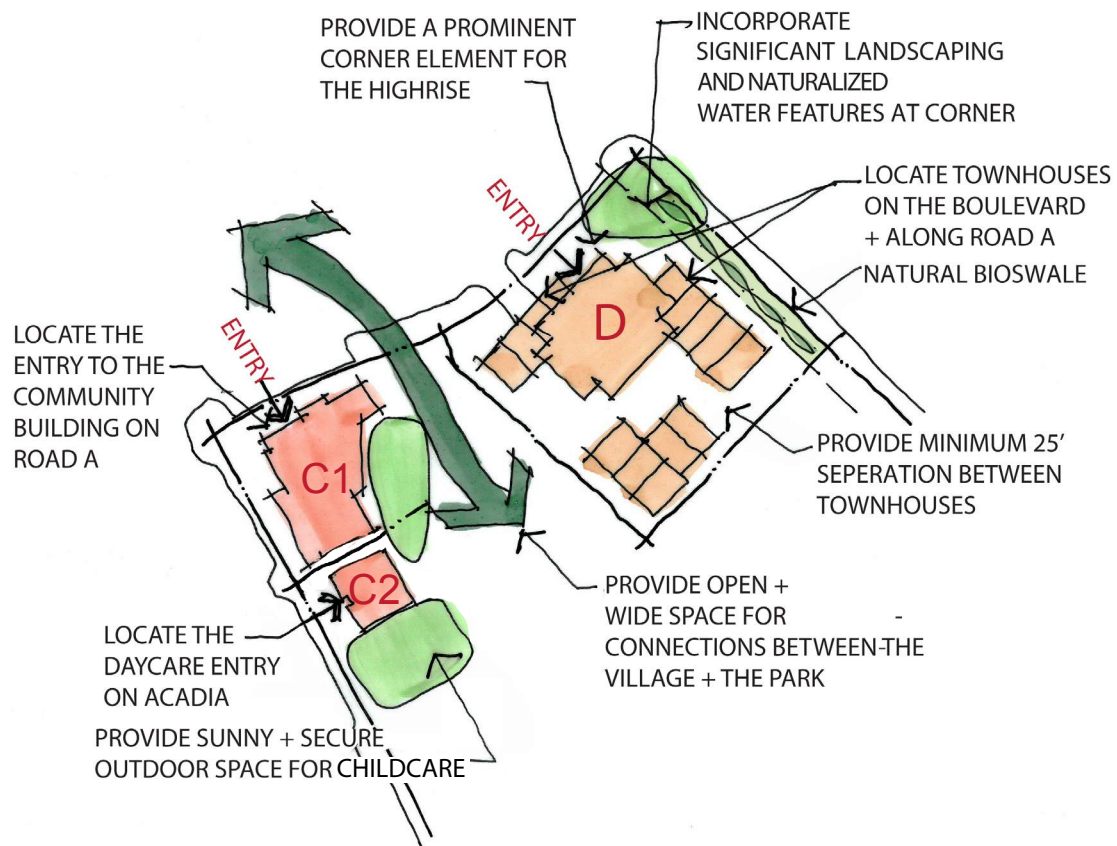 PROVIDE A PROMINENT
CORNER ELEMENT FOR
THE HIGHRISE
INCORPORATE
SIGNIFICANT LANDSCAPING
AND NATURALIZED
WATER FEATURES AT CORNER
LOCATE TOWNHOUSES
ON THE BOULEVARD
+ ALONG ROAD A
NATURAL BIOSWALE
ENTRY
D
LOCATE THE
ENTRY TO THE
COMMUNITY
BUILDING ON
ROAD A
ENTRY
C1
C2
PROVIDE MINIMUM 25'
SEPERATION BETWEEN
TOWNHOUSES
PROVIDE OPEN +
WIDE SPACE FOR -
CONNECTIONS BETWEEN-THE
VILLAGE + THE PARK
LOCATE THE
DAYCARE ENTRY
ON ACADIA
PROVIDE SUNNY + SECURE
OUTDOOR SPACE FOR CHILDCARE